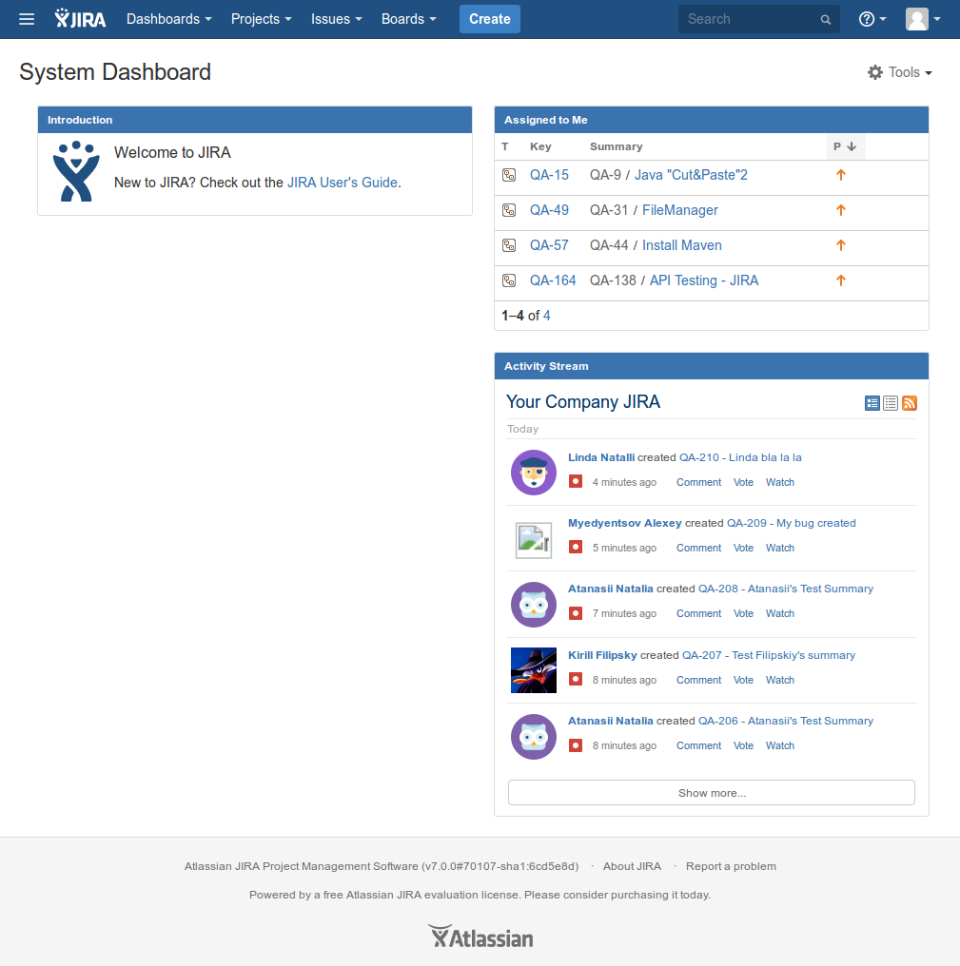 JIRA Dashboards Projects Issues Boards Create Search
System Dashboard
Tools
Introduction
Welcome to JIRA
New to JIRA? Check out the JIRA User's Guide.
Assigned to Me
T Key Summary P
QA-15 QA-9 / Java "Cut&Paste"2
QA-49 QA-31 / FileManager
QA-57 QA-44 / Install Maven
QA-164 QA-138 / API Testing - JIRA
1–4 of 4
Activity Stream
Your Company JIRA
Today
Linda Natalli created QA-210 - Linda bla la la
4 minutes ago Comment Vote Watch
Myedyentsov Alexey created QA-209 - My bug created
5 minutes ago Comment Vote Watch
Atanasii Natalia created QA-208 - Atanasii's Test Summary
7 minutes ago Comment Vote Watch
Kirill Filipsky created QA-207 - Test Filipskiy's summary
8 minutes ago Comment Vote Watch
Atanasii Natalia created QA-206 - Atanasii's Test Summary
8 minutes ago Comment Vote Watch
Show more...
Atlassian JIRA Project Management Software (v7.0.0#70107-sha1:6cd5e8d) · About JIRA · Report a problem
Powered by a free Atlassian JIRA evaluation license. Please consider purchasing it today.
Atlassian